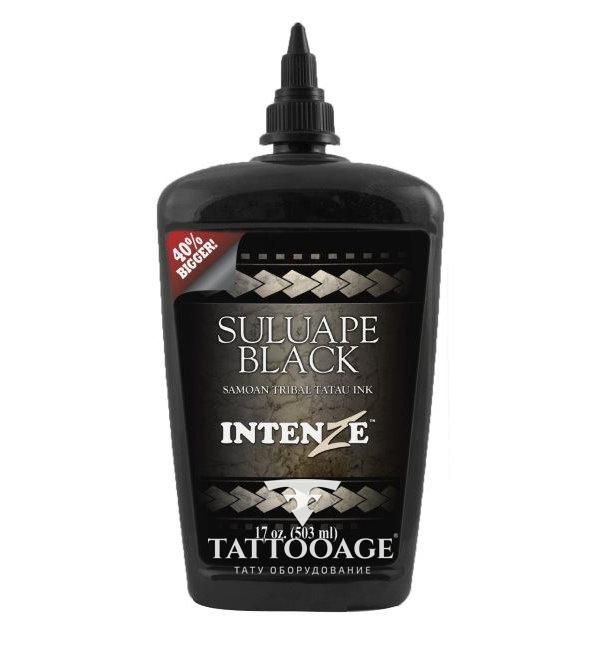 40%
BIGGER!
SULUAPE
BLACK
SAMOAN TRIBAL TATAU INK
INTENZE™
17 oz. (503 ml)
TATTOOAGE®
ТАТУ ОБОРУДОВАНИЕ